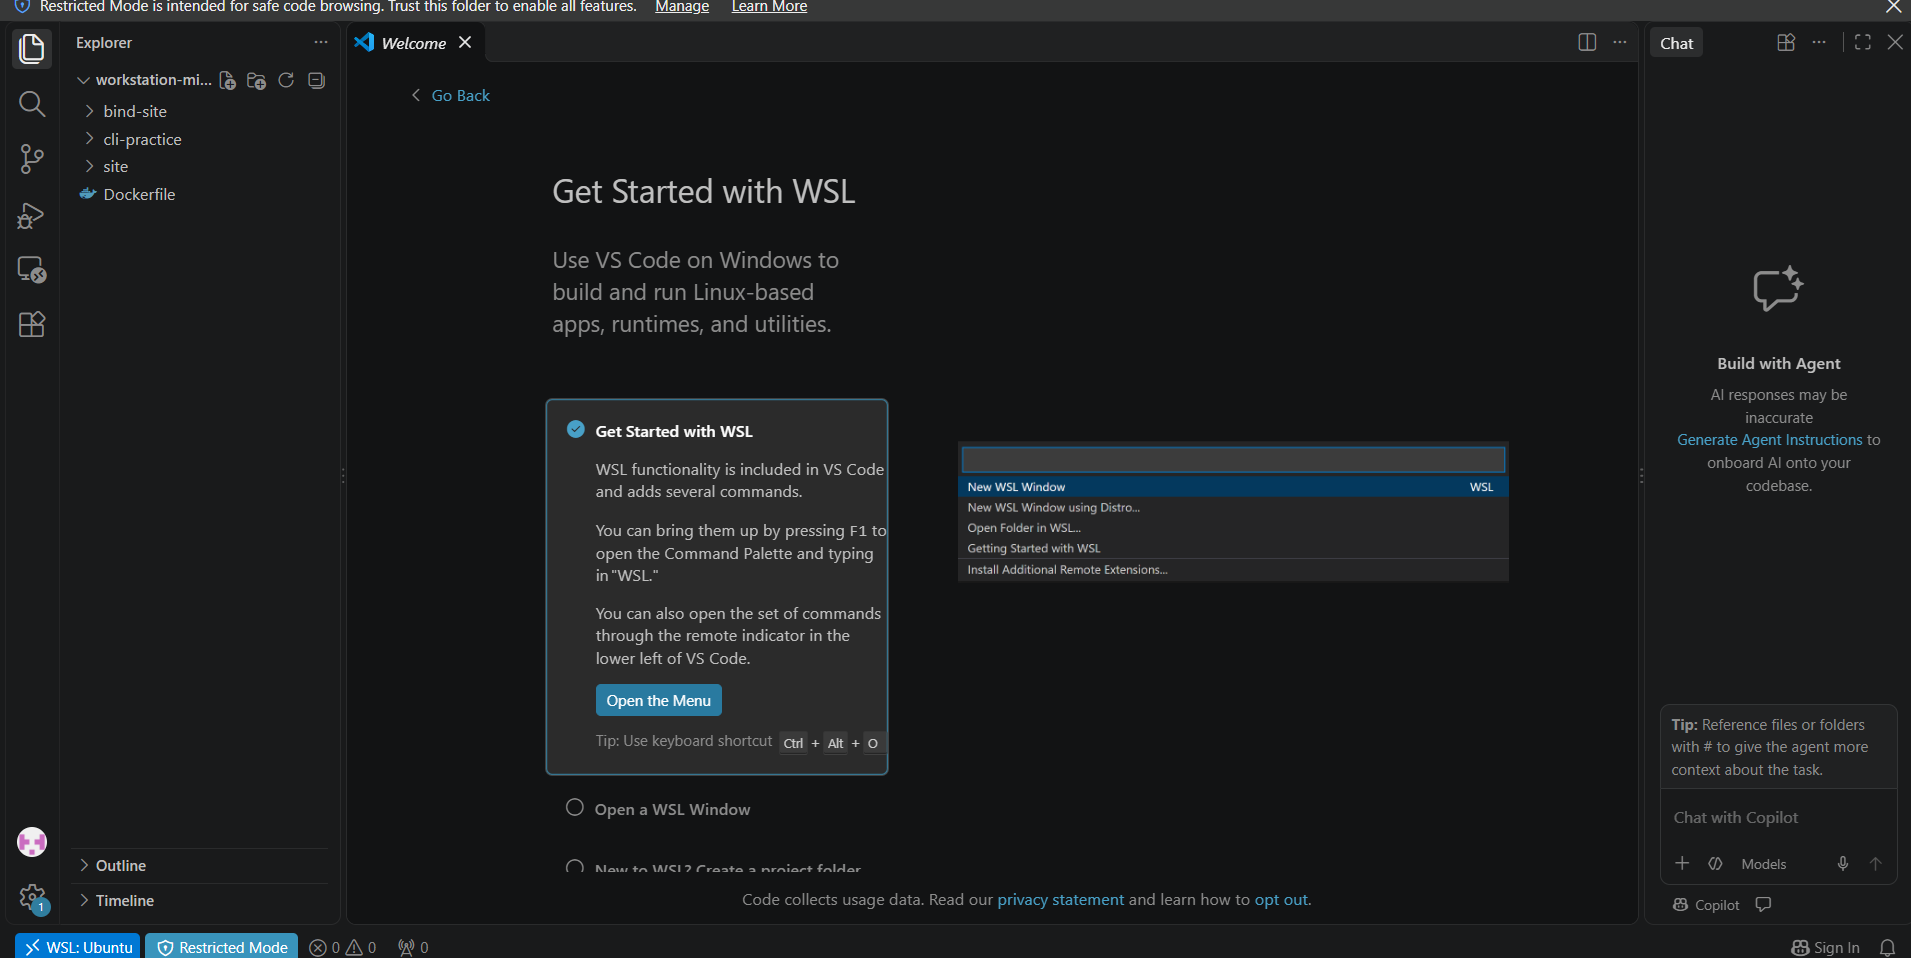 Restricted Mode is intended for safe code browsing. Trust this folder to enable all features. Manage Learn More
Explorer
workstation-mi...
bind-site
cli-practice
site
Dockerfile
Outline
Timeline
Welcome
Go Back
Get Started with WSL
Use VS Code on Windows to
build and run Linux-based
apps, runtimes, and utilities.
Get Started with WSL
WSL functionality is included in VS Code
and adds several commands.
You can bring them up by pressing F1 to
open the Command Palette and typing
in "WSL."
You can also open the set of commands
through the remote indicator in the
lower left of VS Code.
Open the Menu
Tip: Use keyboard shortcut Ctrl + Alt + O
Open a WSL Window
New to WSL? Create a project folder
New WSL Window WSL
New WSL Window using Distro...
Open Folder in WSL...
Getting Started with WSL
Install Additional Remote Extensions...
Code collects usage data. Read our privacy statement and learn how to opt out.
Chat
Build with Agent
AI responses may be
inaccurate
Generate Agent Instructions to
onboard AI onto your
codebase.
Tip: Reference files or folders
with # to give the agent more
context about the task.
Chat with Copilot
Models
Copilot
1
WSL: Ubuntu Restricted Mode 0 0 0
Sign In